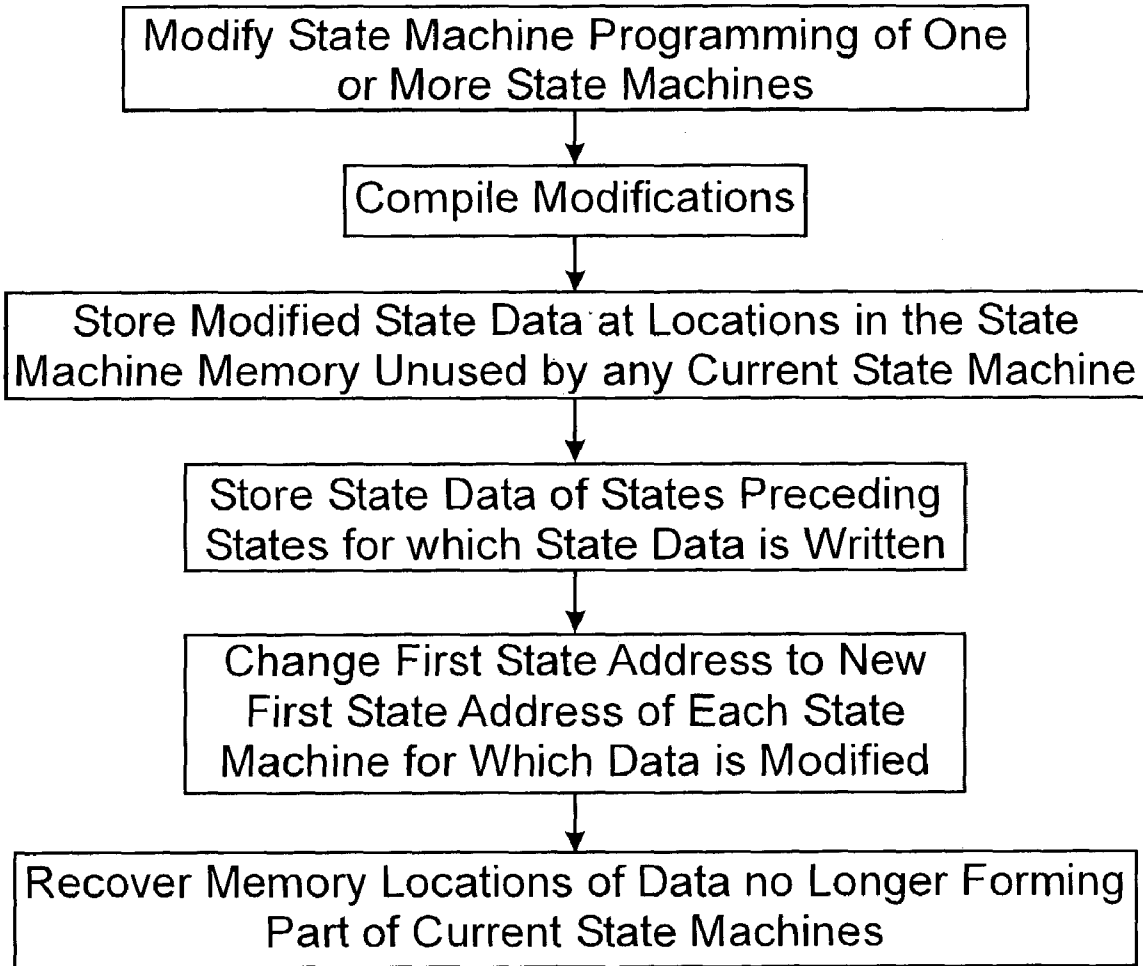 Modify State Machine Programming of One
or More State Machines
Compile Modifications
Store Modified State Data at Locations in the State
Machine Memory Unused by any Current State Machine
Store State Data of States Preceding
States for which State Data is Written
Change First State Address to New
First State Address of Each State
Machine for Which Data is Modified
Recover Memory Locations of Data no Longer Forming
Part of Current State Machines